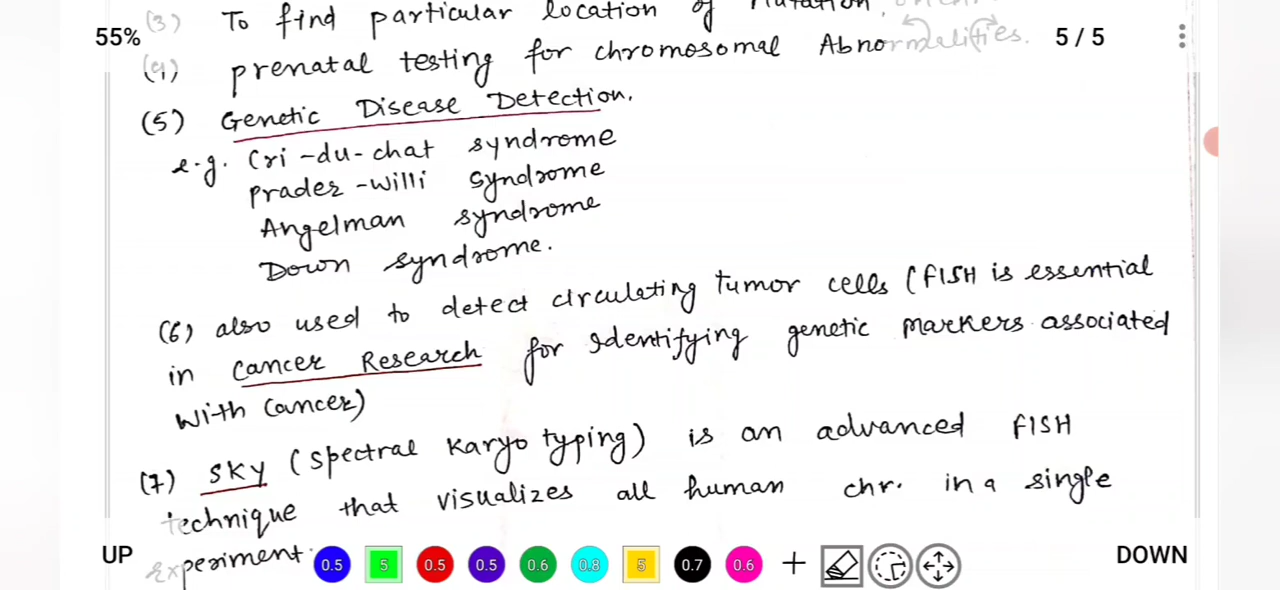 (3) To find particular location of Mutation
55%
5 / 5
(4) prenatal testing for chromosomal Abnormalities.
(5) Genetic Disease Detection.
e.g. Cri-du-chat syndrome
Prader-Willi Syndrome
Angelman syndrome
Down syndrome.
(6) also used to detect circulating tumor cells (FISH is essential
in Cancer Research for identifying genetic markers associated
with cancer)
(7) SKY (spectral karyotyping) is an advanced FISH
technique that visualizes all human chr. in a single
experiment.
UP
0.5 5 0.5 0.5 0.6 0.8 5 0.7 0.6
DOWN